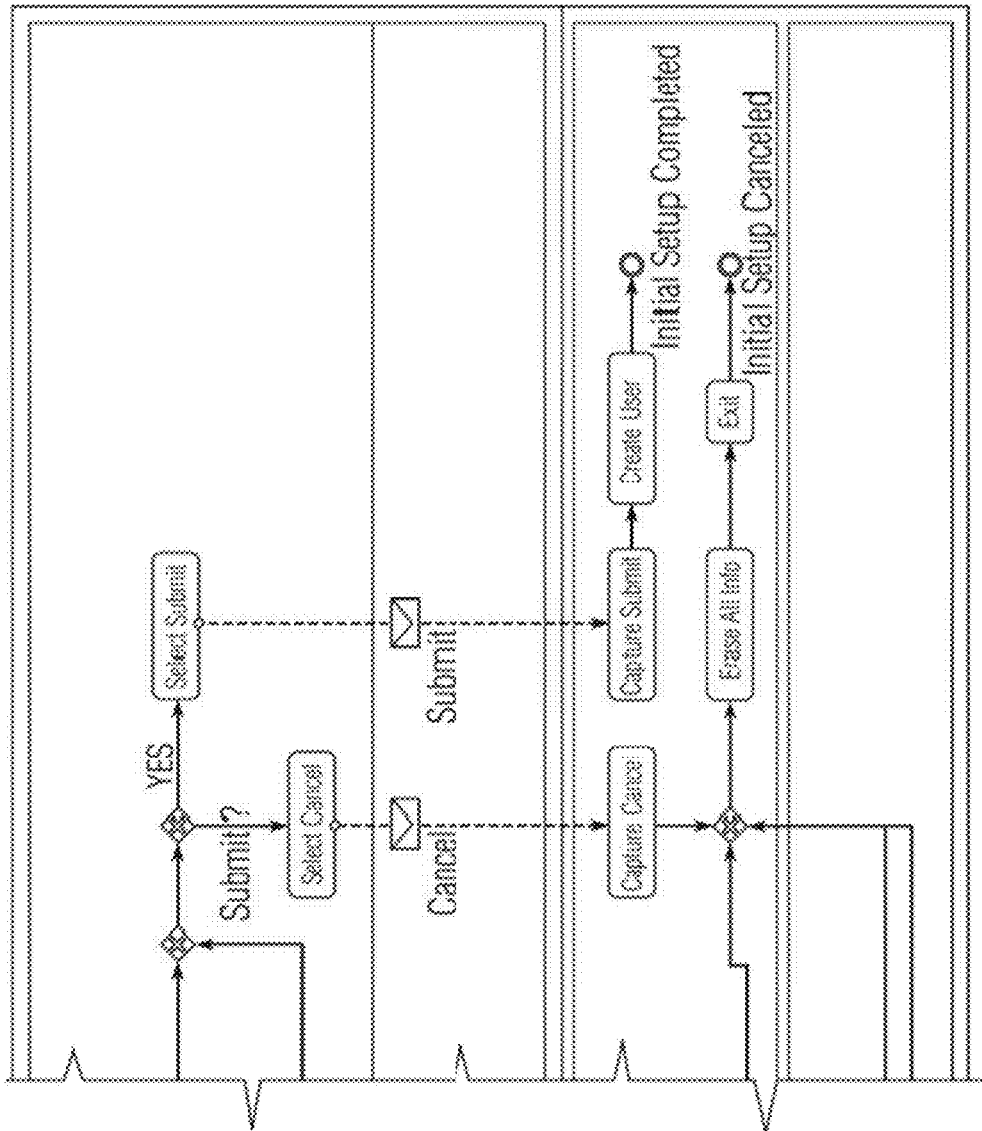 YES
Select Submit
Submit?
Select Cancel
Submit
Cancel
Capture Submit
Create User
Initial Setup Completed
Capture Cancel
Erase All Info
Exit
Initial Setup Canceled